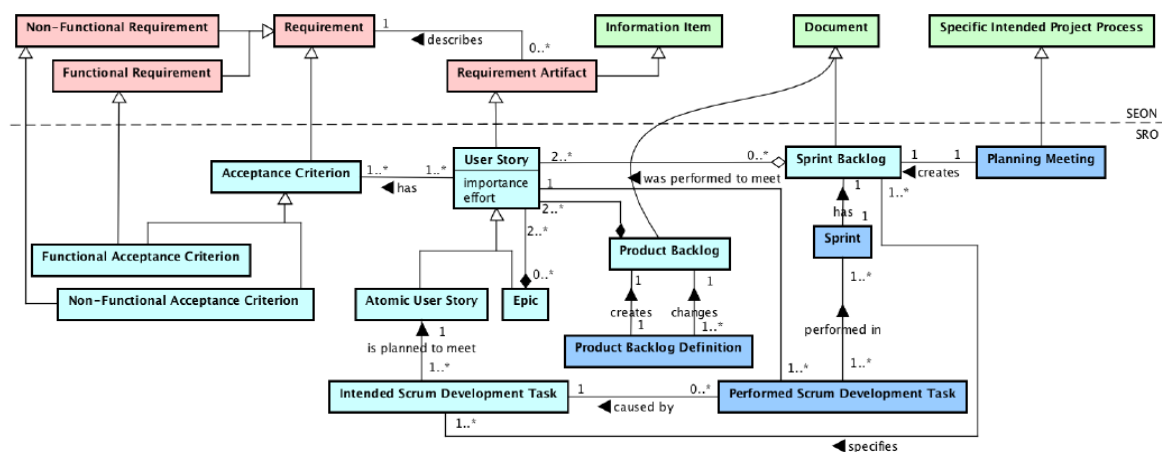 Non-Functional Requirement
Requirement
1
describes
0..*
Information Item
Document
Specific Intended Project Process
Functional Requirement
Requirement Artifact
SEON
SRO
Acceptance Criterion
1..*
1..*
has
User Story
importance
effort
2..*
0..*
1
was performed to meet
2..*
2..*
0..*
Sprint Backlog
1
1
creates
Planning Meeting
1..*
1
has
1
Sprint
Functional Acceptance Criterion
Non-Functional Acceptance Criterion
Atomic User Story
Epic
Product Backlog
1
1
creates
changes
1
1..*
Product Backlog Definition
1..*
performed in
1..*
1
is planned to meet
1..*
1..*
Intended Scrum Development Task
1
0..*
caused by
Performed Scrum Development Task
1..*
specifies